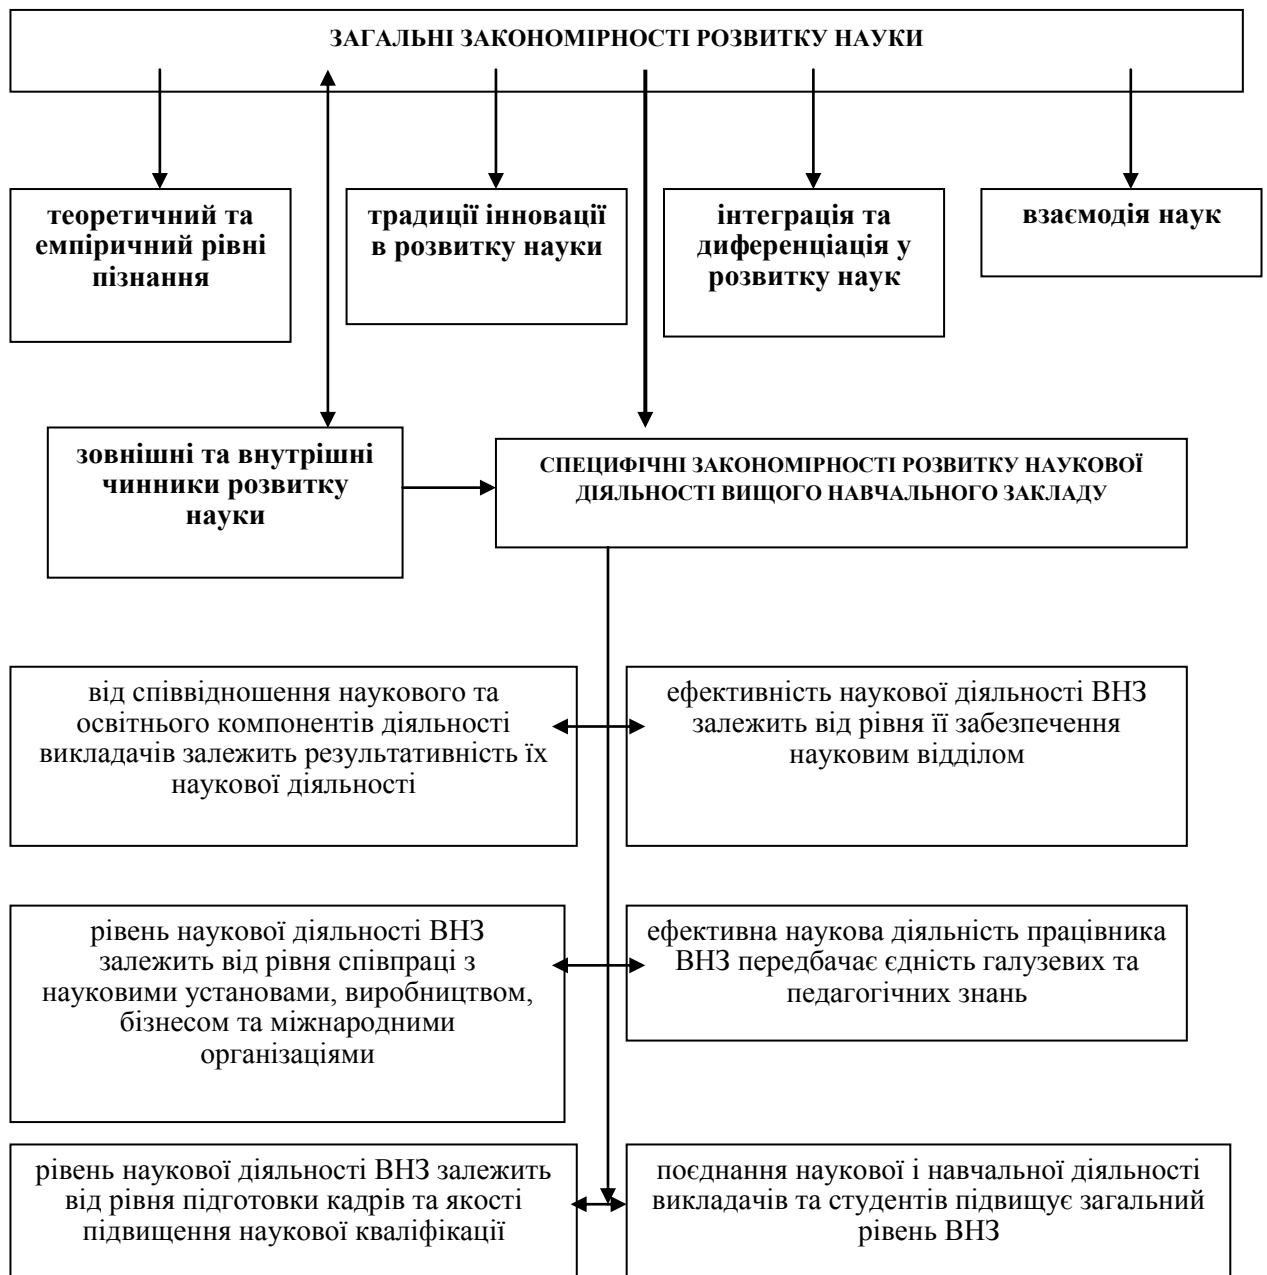 ЗАГАЛЬНІ ЗАКОНОМІРНОСТІ РОЗВИТКУ НАУКИ
теоретичний та
емпіричний рівні
пізнання
традиції інновації
в розвитку науки
інтеграція та
диференціація у
розвитку наук
взаємодія наук
зовнішні та внутрішні
чинники розвитку
науки
СПЕЦИФІЧНІ ЗАКОНОМІРНОСТІ РОЗВИТКУ НАУКОВОЇ
ДІЯЛЬНОСТІ ВИЩОГО НАВЧАЛЬНОГО ЗАКЛАДУ
від співвідношення наукового та
освітнього компонентів діяльності
викладачів залежить результативність їх
наукової діяльності
ефективність наукової діяльності ВНЗ
залежить від рівня її забезпечення
науковим відділом
рівень наукової діяльності ВНЗ
залежить від рівня співпраці з
науковими установами, виробництвом,
бізнесом та міжнародними
організаціями
ефективна наукова діяльність працівника
ВНЗ передбачає єдність галузевих та
педагогічних знань
рівень наукової діяльності ВНЗ залежить
від рівня підготовки кадрів та якості
підвищення наукової кваліфікації
поєднання наукової і навчальної діяльності
викладачів та студентів підвищує загальний
рівень ВНЗ